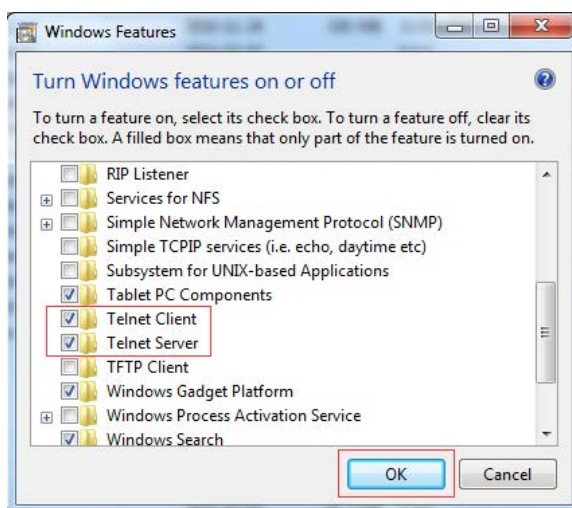 Windows Features
Turn Windows features on or off
To turn a feature on, select its check box. To turn a feature off, clear its
check box. A filled box means that only part of the feature is turned on.
RIP Listener
Services for NFS
Simple Network Management Protocol (SNMP)
Simple TCPIP services (i.e. echo, daytime etc)
Subsystem for UNIX-based Applications
Tablet PC Components
Telnet Client
Telnet Server
TFTP Client
Windows Gadget Platform
Windows Process Activation Service
Windows Search
OK
Cancel